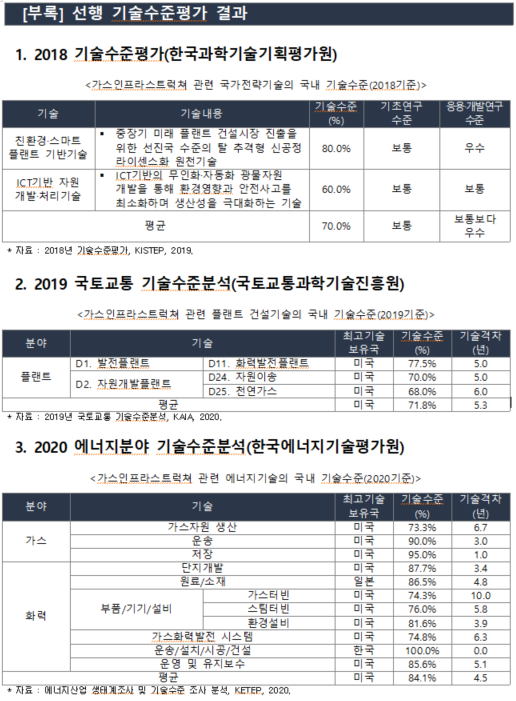 [부록] 선행 기술수준평가 결과
1. 2018 기술수준평가(한국과학기술기획평가원)
<가스인프라스트럭쳐 관련 국가전략기술의 국내 기술수준(2018기준)>
기술 기술내용 기술수준 (%) 기초연구 수준 응용·개발연구 수준
친환경·스마트 플랜트 기반기술 ▪ 중장기 미래 플랜트 건설시장 진출을 위한 선진국 수준의 탈 추격형 신공정 라이센스화 원전기술 80.0% 보통 우수
ICT기반 자원 개발·처리기술 ▪ ICT기반의 무인화·자동화 광물자원 개발을 통해 환경영향과 안전사고를 최소화하며 생산성을 극대화하는 기술 60.0% 보통 보통
평균 70.0% 보통 보통보다 우수
* 자료 : 2018년 기술수준평가, KISTEP, 2019.
2. 2019 국토교통 기술수준분석(국토교통과학기술진흥원)
<가스인프라스트럭쳐 관련 플랜트 건설기술의 국내 기술수준(2019기준)>
분야 기술 최고기술 보유국 기술수준 (%) 기술격차 (년)
플랜트 D1. 발전플랜트 D11. 화력발전플랜트 미국 77.5% 5.0
D2. 자원개발플랜트 D24. 자원이송 미국 70.0% 5.0
D25. 천연가스 미국 68.0% 6.0
평균 미국 71.8% 5.3
* 자료 : 2019년 국토교통 기술수준분석, KAIA, 2020.
3. 2020 에너지분야 기술수준분석(한국에너지기술평가원)
<가스인프라스트럭쳐 관련 에너지기술의 국내 기술수준(2020기준)>
분야 기술 최고기술 보유국 기술수준 (%) 기술격차 (년)
가스 가스자원 생산 미국 73.3% 6.7
운송 미국 90.0% 3.0
저장 미국 95.0% 1.0
화력 단지개발 미국 87.7% 3.4
원료/소재 일본 86.5% 4.8
부품/기기/설비 가스터빈 미국 74.3% 10.0
스팀터빈 미국 76.0% 5.8
환경설비 미국 81.6% 3.9
가스화력발전 시스템 미국 74.8% 6.3
운송/설치/시공/건설 한국 100.0% 0.0
운영 및 유지보수 미국 85.6% 5.1
평균 미국 84.1% 4.5
* 자료 : 에너지산업 생태계조사 및 기술수준 조사 분석, KETEP, 2020.